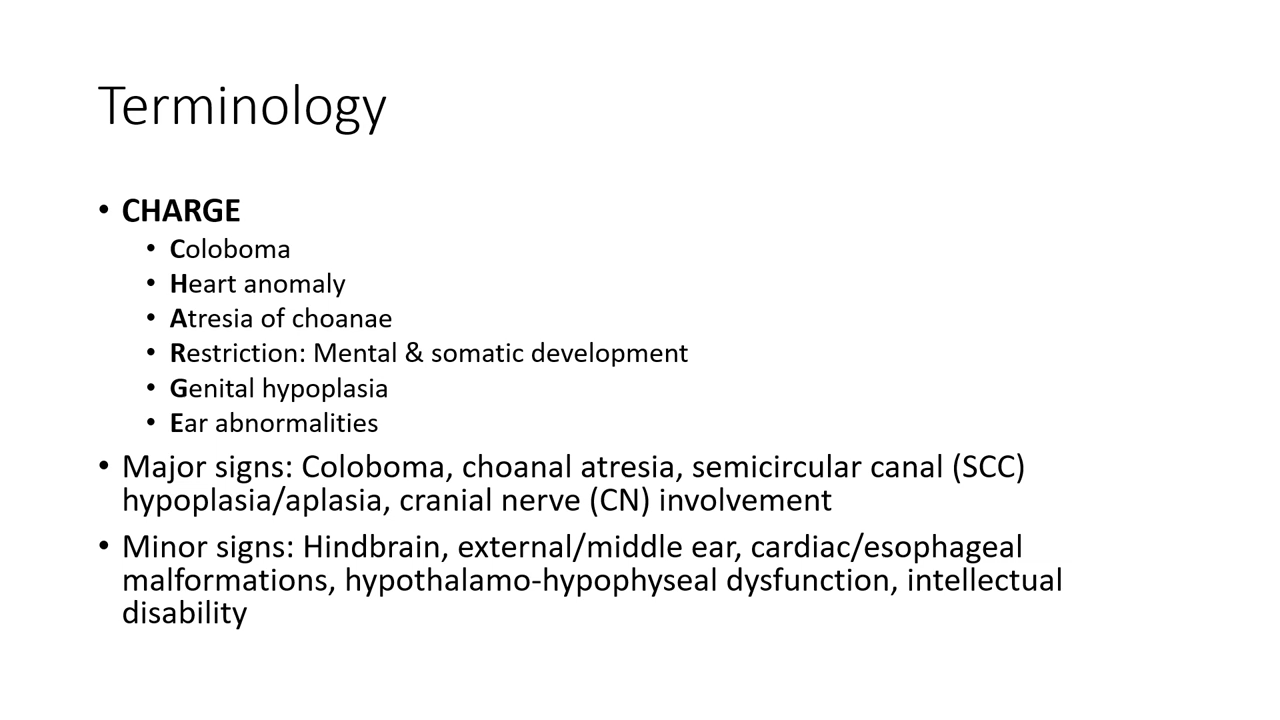 Terminology
• CHARGE
• Coloboma
• Heart anomaly
• Atresia of choanae
• Restriction: Mental & somatic development
• Genital hypoplasia
• Ear abnormalities
• Major signs: Coloboma, choanal atresia, semicircular canal (SCC)
hypoplasia/aplasia, cranial nerve (CN) involvement
• Minor signs: Hindbrain, external/middle ear, cardiac/esophageal
malformations, hypothalamo-hypophyseal dysfunction, intellectual
disability